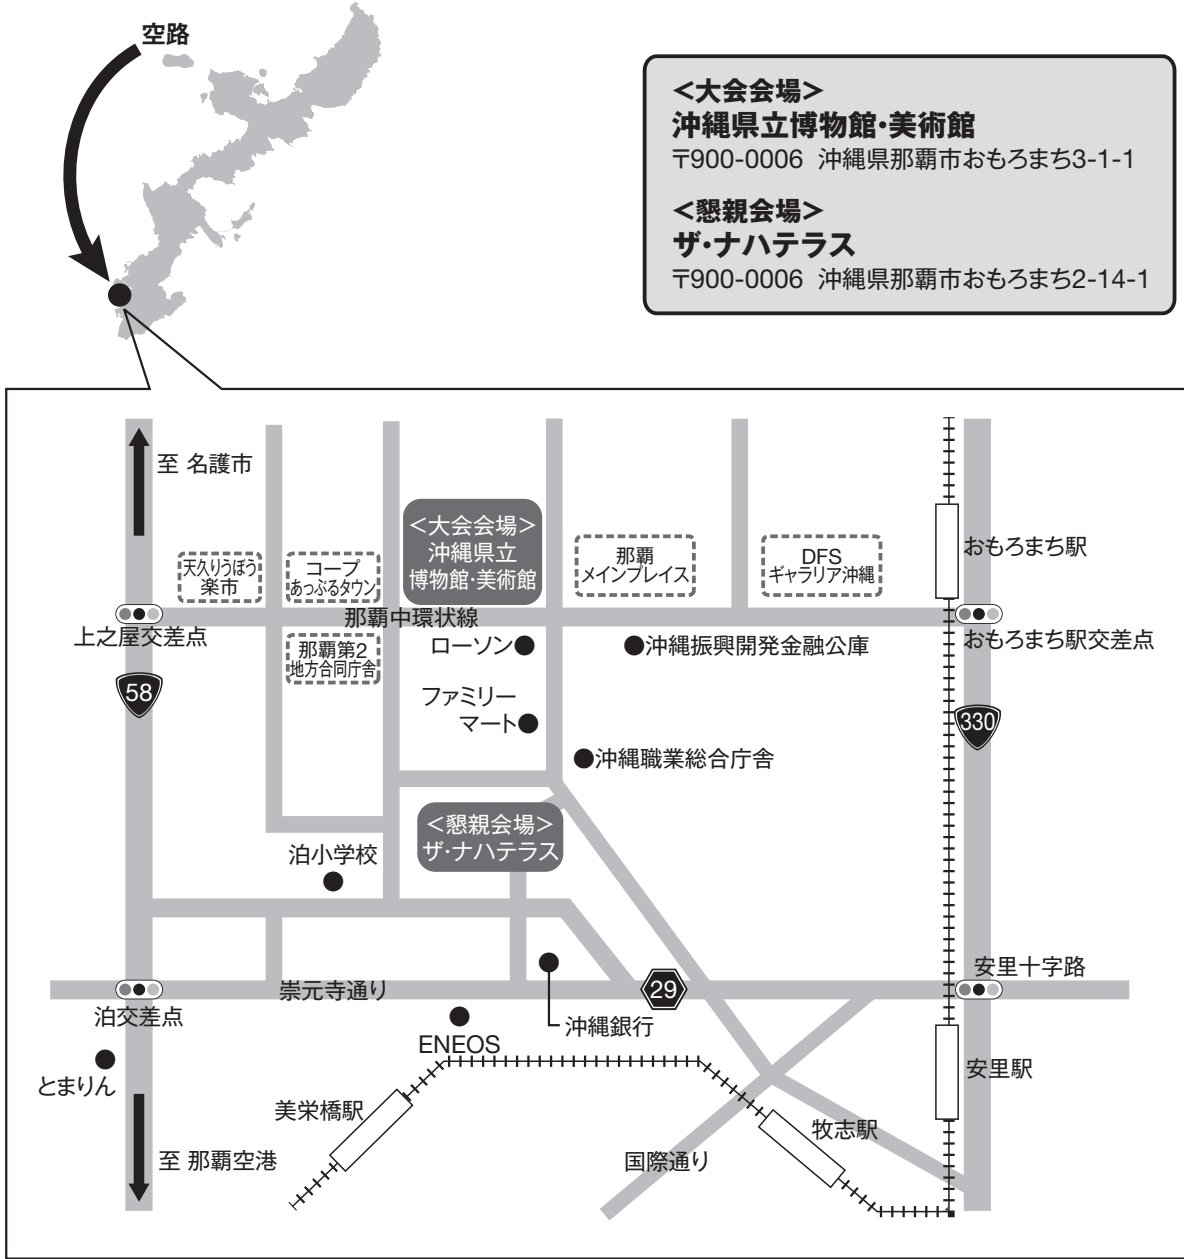 空路
<大会会場>
沖縄県立博物館・美術館
〒900-0006 沖縄県那覇市おもろまち3-1-1
<懇親会場>
ザ・ナハテラス
〒900-0006 沖縄県那覇市おもろまち2-14-1
至 名護市
<大会会場>
沖縄県立
博物館・美術館
天久りうぼう
楽市
コープ
あっぷるタウン
那覇
メインプレイス
DFS
ギャラリア沖縄
おもろまち駅
那覇中環状線
上之屋交差点
那覇第2
地方合同庁舎
ローソン
沖縄振興開発金融公庫
おもろまち駅交差点
58
ファミリー
マート
330
沖縄職業総合庁舎
<懇親会場>
ザ・ナハテラス
泊小学校
安里十字路
崇元寺通り
29
泊交差点
沖縄銀行
ENEOS
とまりん
安里駅
美栄橋駅
牧志駅
至 那覇空港
国際通り